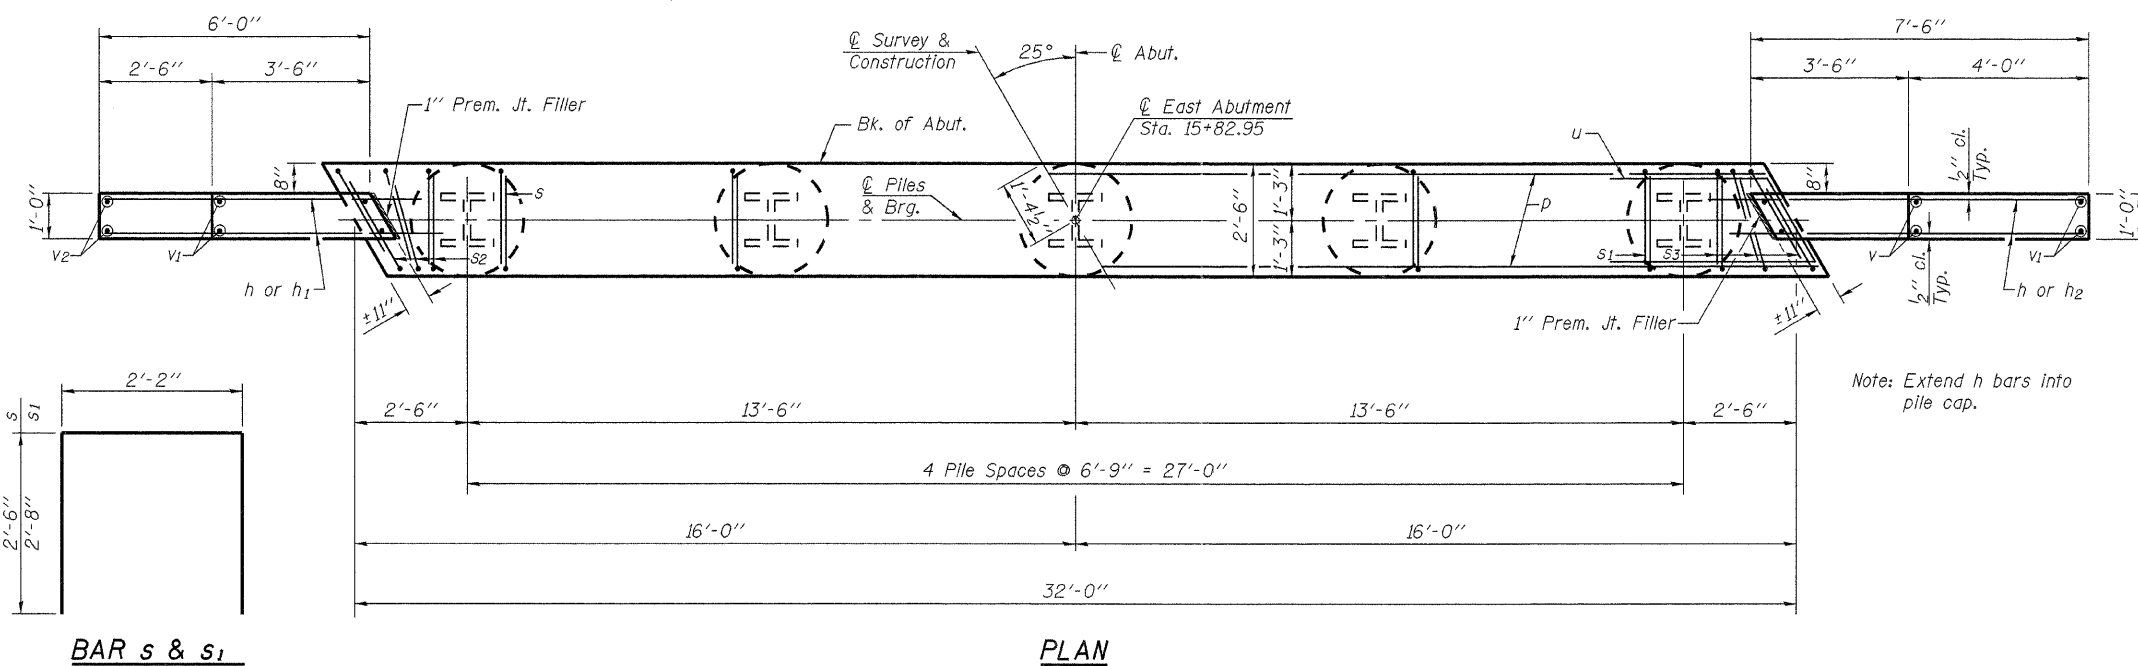 6'-0"
2'-6"
3'-6"
1" Prem. Jt. Filler
℄ Survey &
Construction
25°
℄ Abut.
℄ East Abutment
Sta. 15+82.95
Bk. of Abut.
7'-6"
3'-6"
4'-0"
u
½" cl.
Typ.
8"
1'-0"
s
℄ Piles
& Brg.
1'-4½"
2'-6"
1'-3"
1'-3"
p
8"
1'-0"
v2
v1
s2
s1
s3
v
v1
h or h1
±11"
½" cl.
Typ.
h or h2
1" Prem. Jt. Filler
±11"
Note: Extend h bars into
pile cap.
2'-2"
s
s1
2'-6"
2'-8"
2'-6"
13'-6"
13'-6"
2'-6"
4 Pile Spaces @ 6'-9" = 27'-0"
16'-0"
16'-0"
32'-0"
BAR s & s1
PLAN